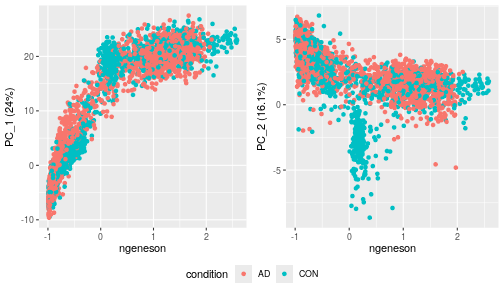 PC_1 (24%)
20
10
0
-10
-1
0
1
2
ngeneson
PC_2 (16.1%)
5
0
-5
-1
0
1
2
ngeneson
condition
AD
CON